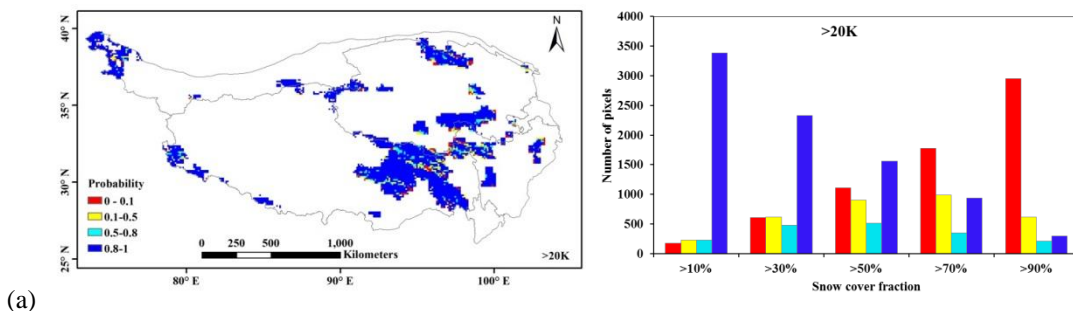 40° N
35° N
30° N
25° N
N
Probability
0 - 0.1
0.1-0.5
0.5-0.8
0.8-1
0 250 500 1,000
Kilometers
>20K
80° E 90° E 100° E
(a)
>20K
Number of pixels
4000
3500
3000
2500
2000
1500
1000
500
0
>10% >30% >50% >70% >90%
Snow cover fraction